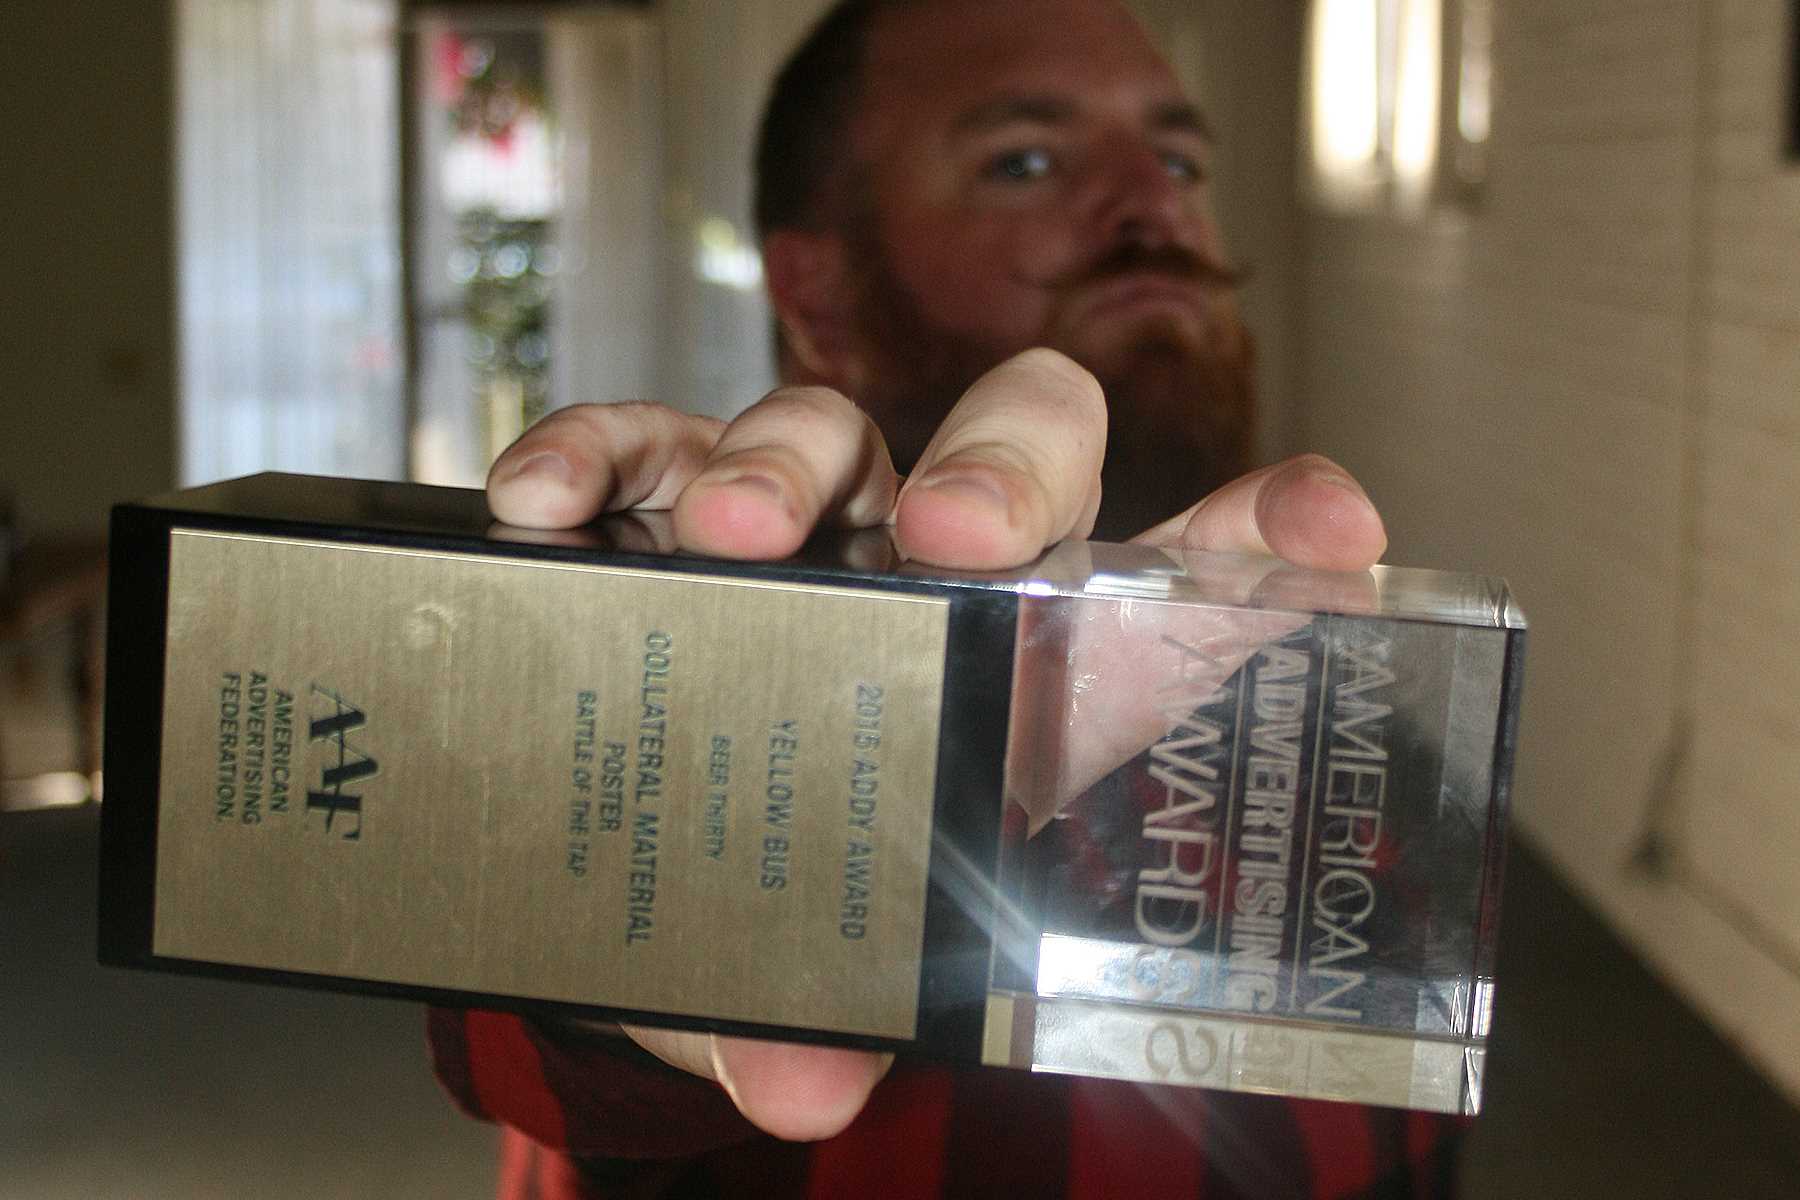 AMERICAN
ADVERTISING
AWARDS
2015 ADDY AWARD
YELLOW BUS
BEER THIRTY
COLLATERAL MATERIAL
POSTER
BATTLE OF THE TAP
AAF
AMERICAN
ADVERTISING
FEDERATION.